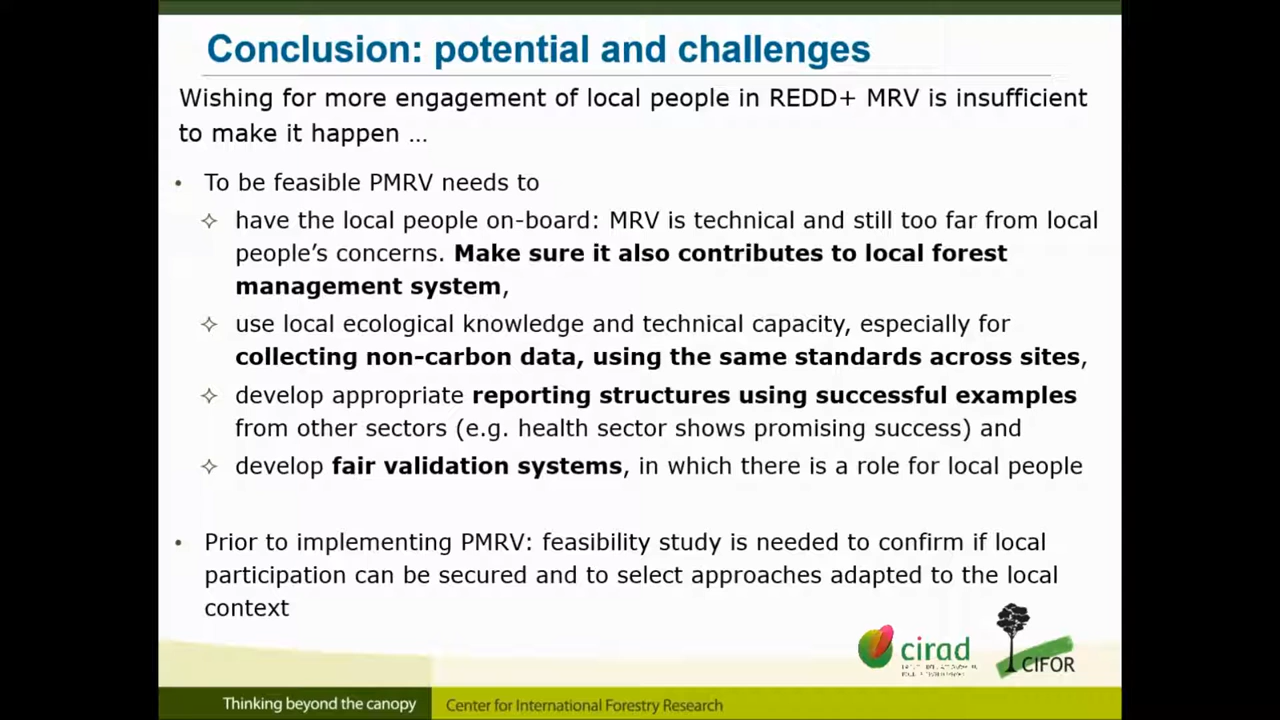 Conclusion: potential and challenges
Wishing for more engagement of local people in REDD+ MRV is insufficient
to make it happen ...
• To be feasible PMRV needs to
✧ have the local people on-board: MRV is technical and still too far from local
people’s concerns. Make sure it also contributes to local forest
management system,
✧ use local ecological knowledge and technical capacity, especially for
collecting non-carbon data, using the same standards across sites,
✧ develop appropriate reporting structures using successful examples
from other sectors (e.g. health sector shows promising success) and
✧ develop fair validation systems, in which there is a role for local people
• Prior to implementing PMRV: feasibility study is needed to confirm if local
participation can be secured and to select approaches adapted to the local
context
cirad
CIFOR
Thinking beyond the canopy
Center for International Forestry Research